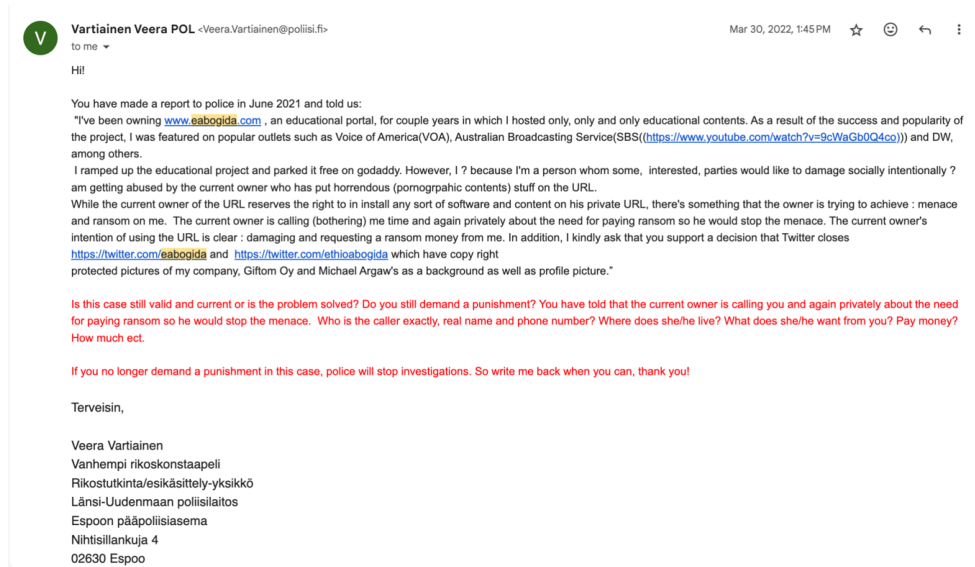 Vartiainen Veera POL <Veera.Vartiainen@poliisi.fi>
Mar 30, 2022, 1:45 PM
V
to me
Hi!
You have made a report to police in June 2021 and told us:
"I've been owning www.eabogida.com , an educational portal, for couple years in which I hosted only, only and only educational contents. As a result of the success and popularity of
the project, I was featured on popular outlets such as Voice of America(VOA), Australian Broadcasting Service(SBS((https://www.youtube.com/watch?v=9cWaGb0Q4co))) and DW,
among others.
I ramped up the educational project and parked it free on godaddy. However, I ? because I'm a person whom some, interested, parties would like to damage socially intentionally ?
am getting abused by the current owner who has put horrendous (pornogrpahic contents) stuff on the URL.
While the current owner of the URL reserves the right to in install any sort of software and content on his private URL, there's something that the owner is trying to achieve : menace
and ransom on me. The current owner is calling (bothering) me time and again privately about the need for paying ransom so he would stop the menace. The current owner's
intention of using the URL is clear : damaging and requesting a ransom money from me. In addition, I kindly ask that you support a decision that Twitter closes
https://twitter.com/eabogida and https://twitter.com/ethioabogida which have copy right
protected pictures of my company, Giftom Oy and Michael Argaw's as a background as well as profile picture."
Is this case still valid and current or is the problem solved? Do you still demand a punishment? You have told that the current owner is calling you and again privately about the need
for paying ransom so he would stop the menace. Who is the caller exactly, real name and phone number? Where does she/he live? What does she/he want from you? Pay money?
How much ect.
If you no longer demand a punishment in this case, police will stop investigations. So write me back when you can, thank you!
Terveisin,
Veera Vartiainen
Vanhempi rikoskonstaapeli
Rikostutkinta/esikäsittely-yksikkö
Länsi-Uudenmaan poliisilaitos
Espoon pääpoliisiasema
Nihtisillankuja 4
02630 Espoo